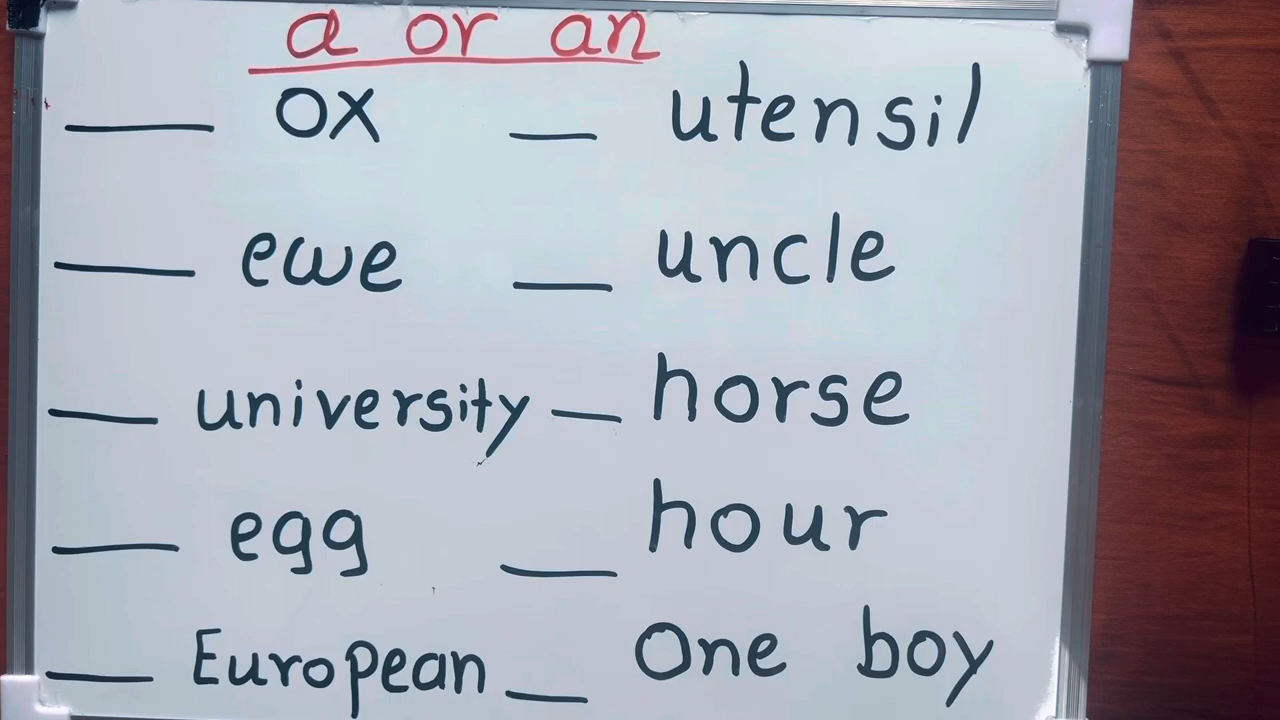 a or an
___ ox ___ utensil
___ ewe ___ uncle
___ university ___ horse
___ egg ___ hour
___ European ___ One boy